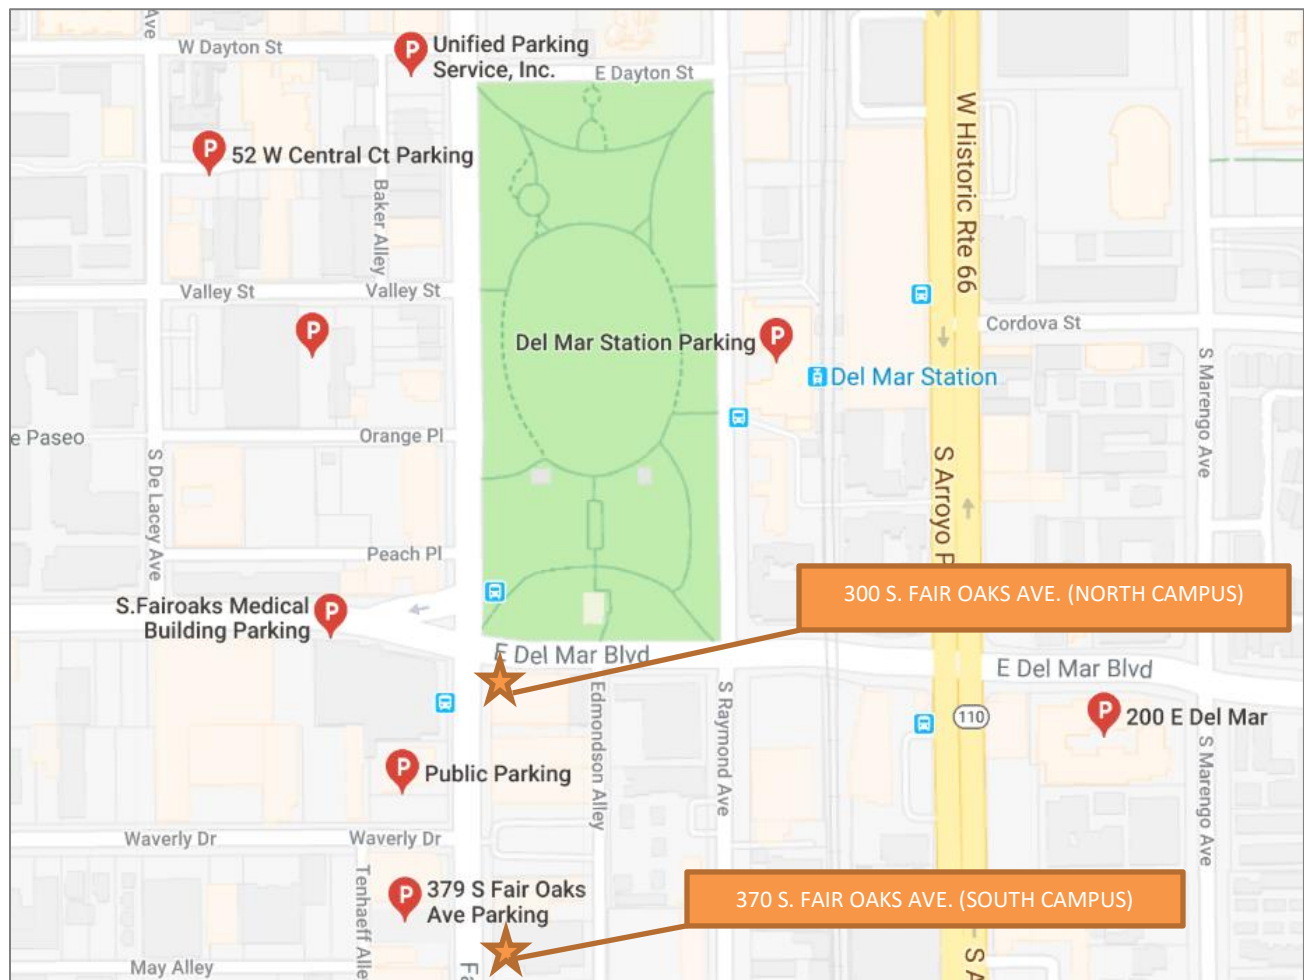 Ave
W Dayton St
P
Unified Parking
Service, Inc.
E Dayton St
W Historic Rte 66
P
52 W Central Ct Parking
Baker Alley
Valley St
Valley St
P
Cordova St
Del Mar Station Parking
P
Del Mar Station
S Marengo Ave
e Paseo
Orange Pl
S De Lacey Ave
S Arroyo P
Peach Pl
300 S. FAIR OAKS AVE. (NORTH CAMPUS)
S.Fairoaks Medical
Building Parking
P
E Del Mar Blvd
E Del Mar Blvd
Edmondson Alley
S Raymond Ave
110
P
200 E Del Mar
S Marengo Ave
P
Public Parking
Waverly Dr
Waverly Dr
Tenhaeff Alle
P
379 S Fair Oaks
Ave Parking
370 S. FAIR OAKS AVE. (SOUTH CAMPUS)
May Alley
Fa
S A